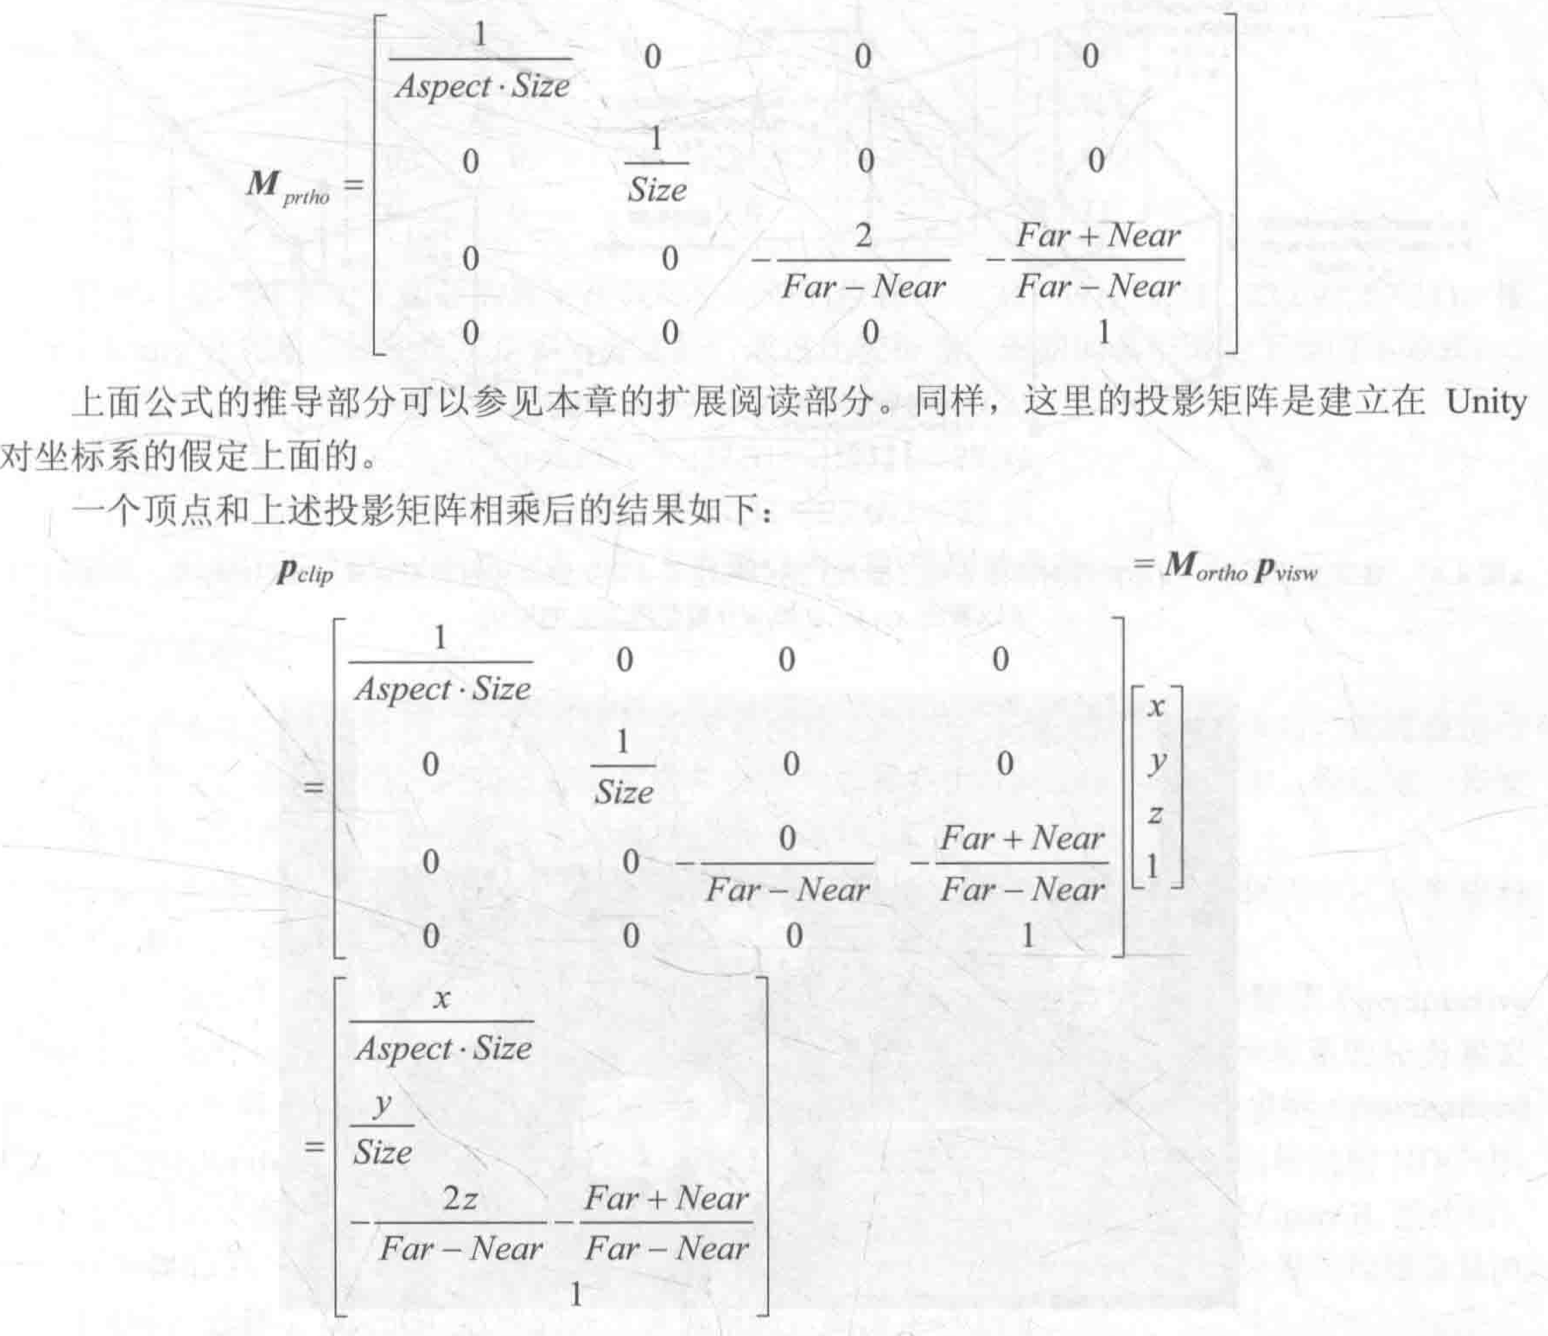 M_{prtho} = \begin{bmatrix} \frac{1}{Aspect \cdot Size} & 0 & 0 & 0 \\ 0 & \frac{1}{Size} & 0 & 0 \\ 0 & 0 & -\frac{2}{Far - Near} & -\frac{Far + Near}{Far - Near} \\ 0 & 0 & 0 & 1 \end{bmatrix}
上面公式的推导部分可以参见本章的扩展阅读部分。同样，这里的投影矩阵是建立在 Unity
对坐标系的假定上面的。
一个顶点和上述投影矩阵相乘后的结果如下：
p_{clip} = M_{ortho} p_{visw}
= \begin{bmatrix} \frac{1}{Aspect \cdot Size} & 0 & 0 & 0 \\ 0 & \frac{1}{Size} & 0 & 0 \\ 0 & 0 & -\frac{0}{Far - Near} & -\frac{Far + Near}{Far - Near} \\ 0 & 0 & 0 & 1 \end{bmatrix} \begin{bmatrix} x \\ y \\ z \\ 1 \end{bmatrix}
= \begin{bmatrix} \frac{x}{Aspect \cdot Size} \\ \frac{y}{Size} \\ -\frac{2z}{Far - Near} - \frac{Far + Near}{Far - Near} \\ 1 \end{bmatrix}